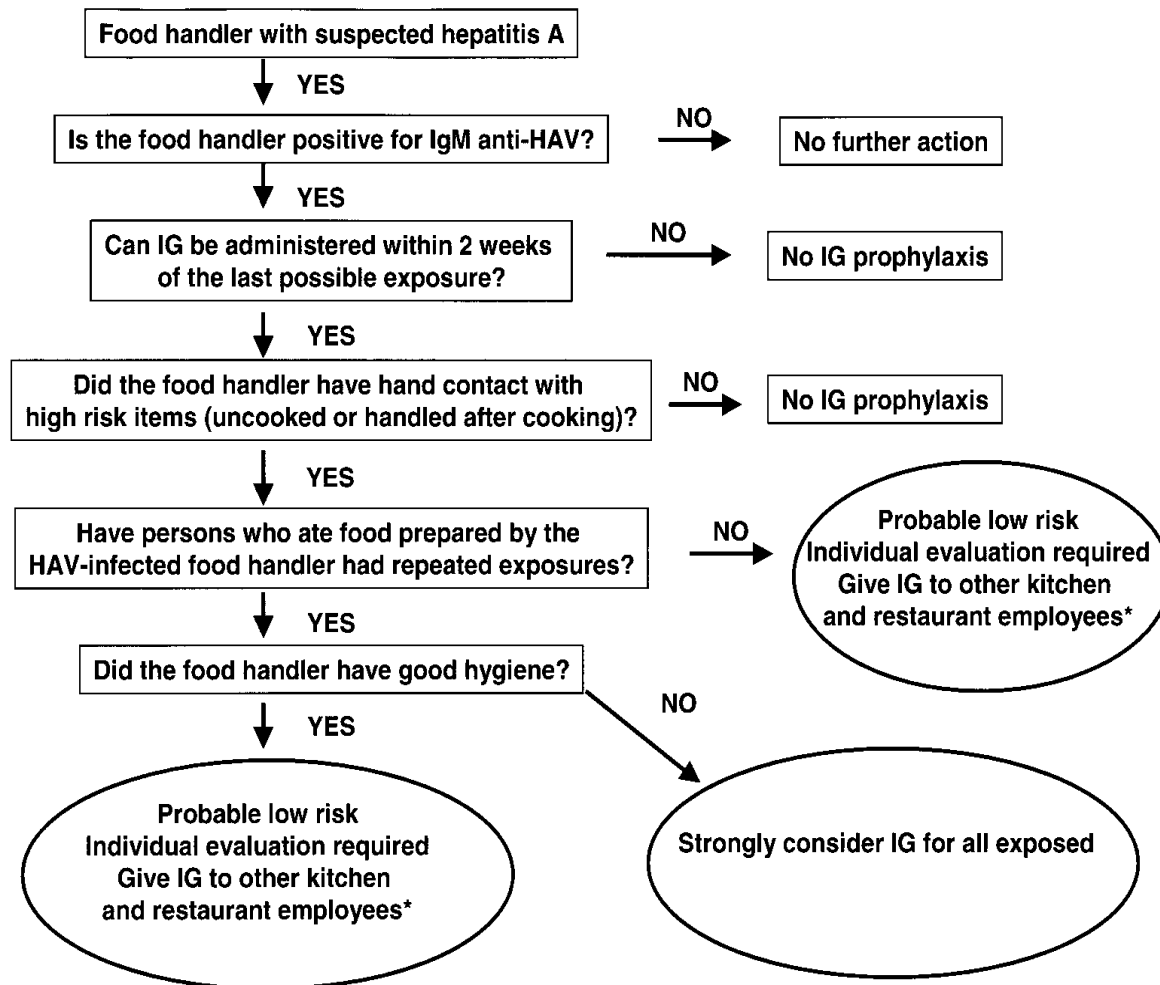 Food handler with suspected hepatitis A
YES
Is the food handler positive for IgM anti-HAV?
NO
No further action
YES
Can IG be administered within 2 weeks
of the last possible exposure?
NO
No IG prophylaxis
YES
Did the food handler have hand contact with
high risk items (uncooked or handled after cooking)?
NO
No IG prophylaxis
YES
Have persons who ate food prepared by the
HAV-infected food handler had repeated exposures?
NO
Probable low risk
Individual evaluation required
Give IG to other kitchen
and restaurant employees*
YES
Did the food handler have good hygiene?
NO
YES
Probable low risk
Individual evaluation required
Give IG to other kitchen
and restaurant employees*
Strongly consider IG for all exposed